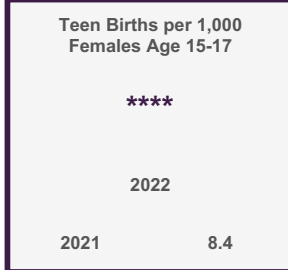 Teen Births per 1,000
Females Age 15-17
****
2022
2021 8.4